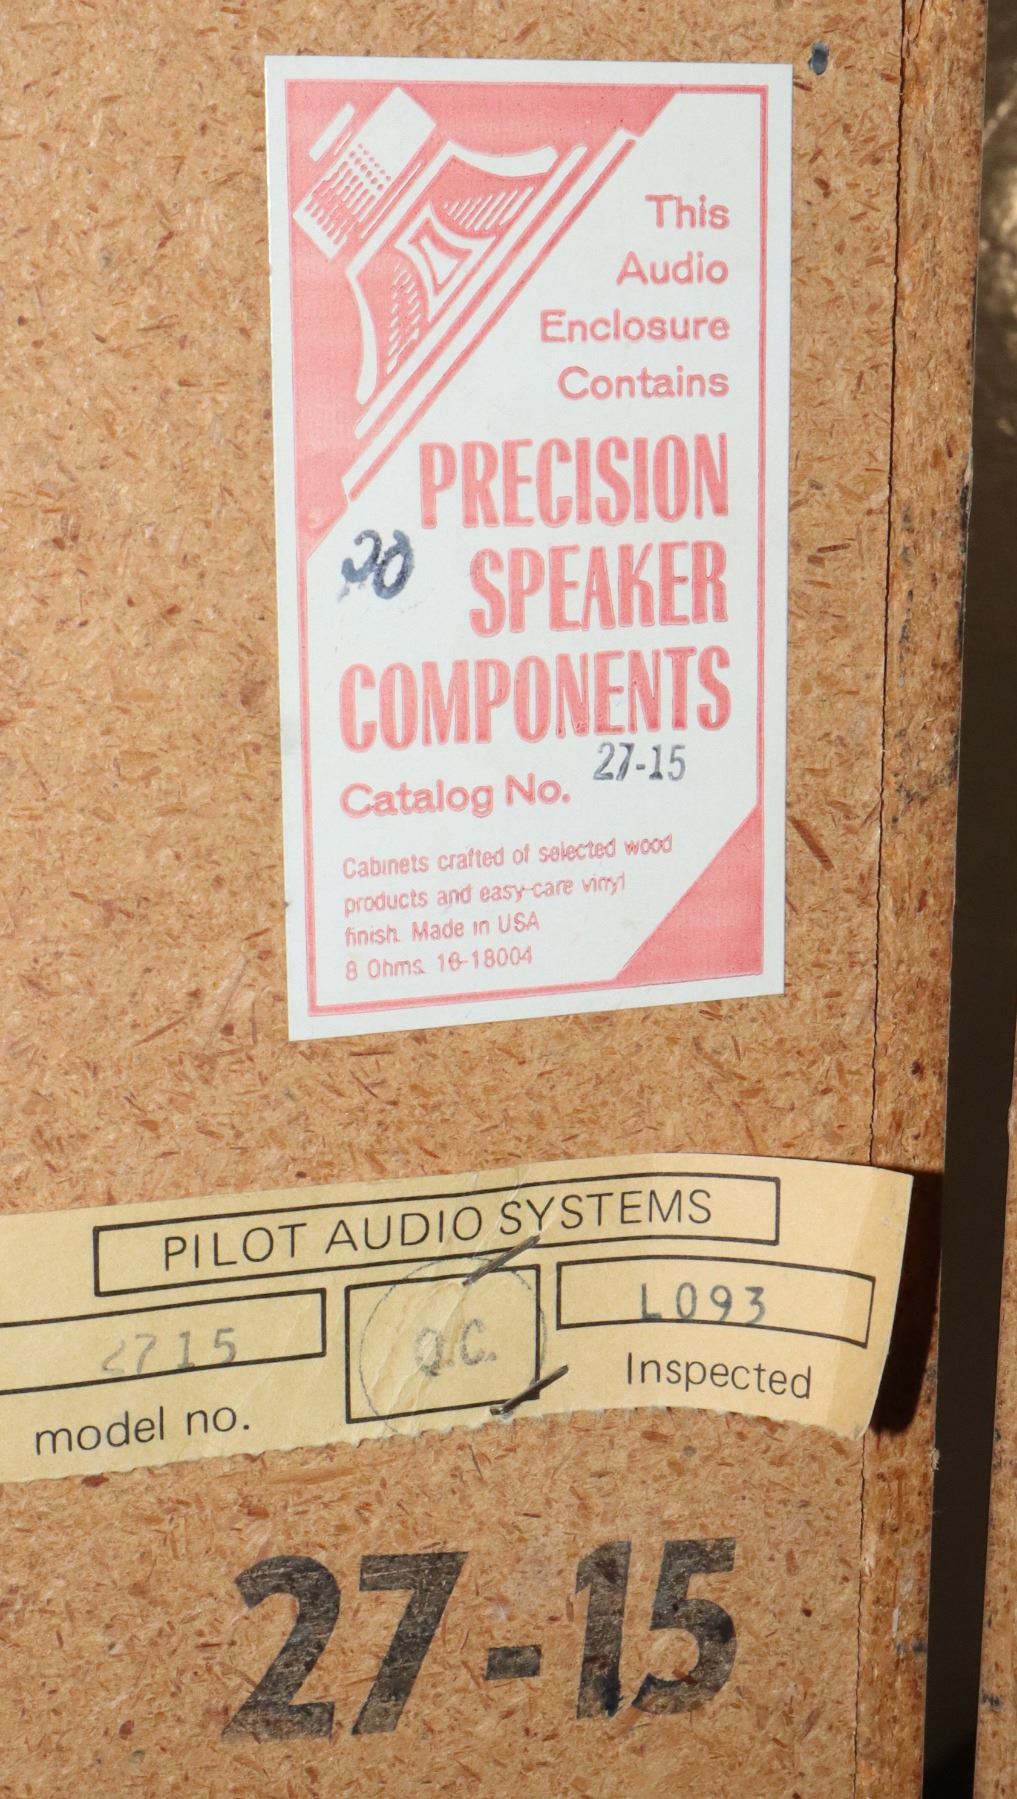 This
Audio
Enclosure
Contains
PRECISION
20 SPEAKER
COMPONENTS
Catalog No. 27-15
Cabinets crafted of selected wood
products and easy-care vinyl
finish. Made in USA
8 Ohms. 16-18004
PILOT AUDIO SYSTEMS
2715 Q.C. L093
model no. Inspected
27-15